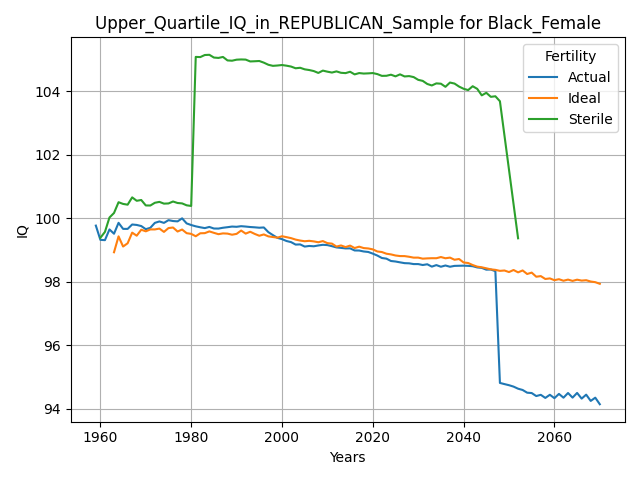 Upper_Quartile_IQ_in_REPUBLICAN_Sample for Black_Female
Fertility
Actual
Ideal
Sterile
IQ
104
102
100
98
96
94
1960 1980 2000 2020 2040 2060
Years